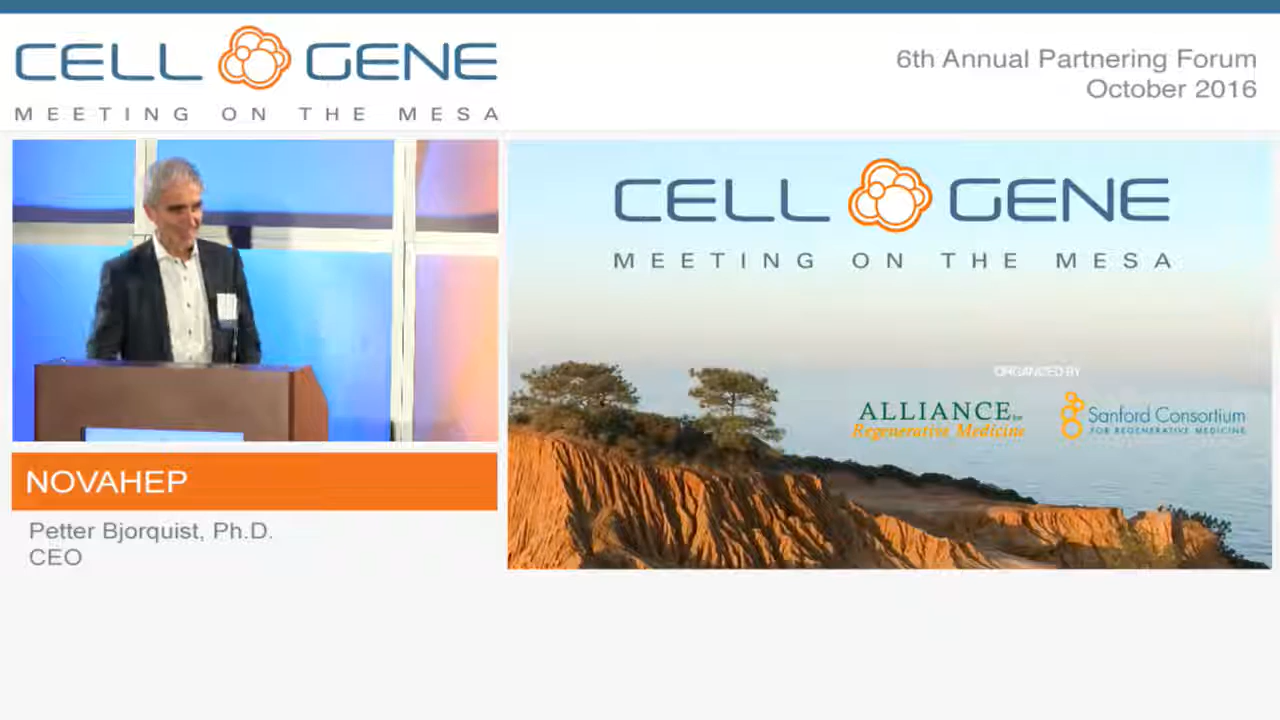 CELL GENE
MEETING ON THE MESA
6th Annual Partnering Forum
October 2016
NOVAHEP
Petter Bjorquist, Ph.D.
CEO
CELL GENE
MEETING ON THE MESA
ORGANIZED BY
ALLIANCE for
Regenerative Medicine
Sanford Consortium
FOR REGENERATIVE MEDICINE